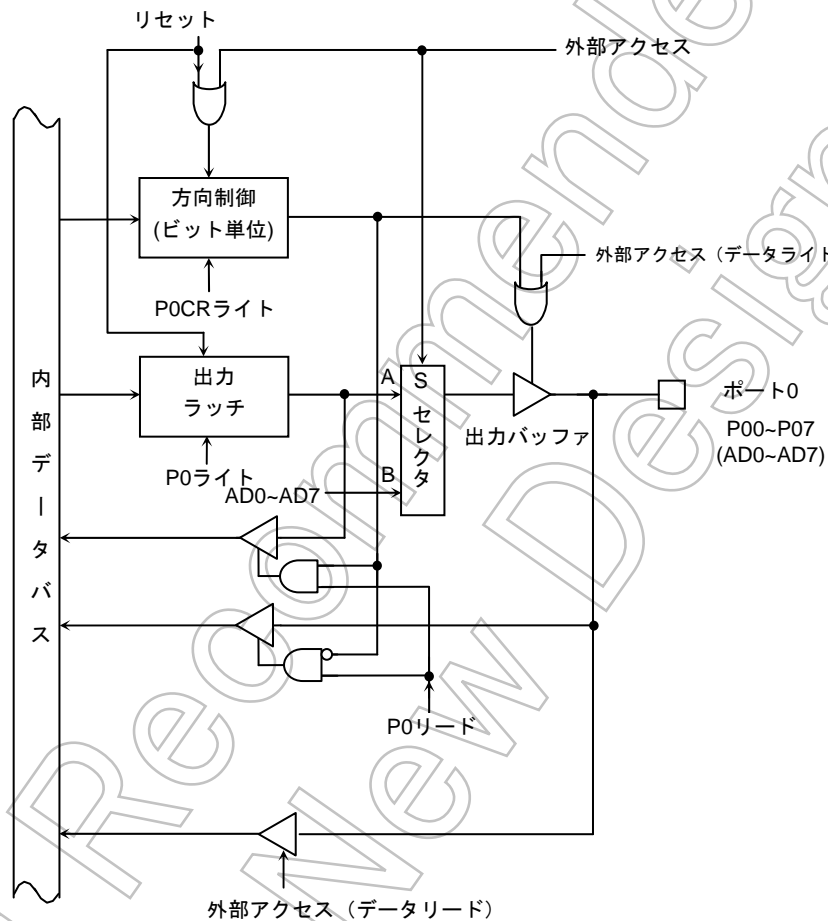 リセット
外部アクセス
方向制御
(ビット単位)
外部アクセス（データライト
P0CRライト
内部データバス
出力
ラッチ
A
S
セレクタ
B
出力バッファ
ポート0
P00~P07
(AD0~AD7)
P0ライト
AD0~AD7
P0リード
外部アクセス（データリード）
Recommended
New Design